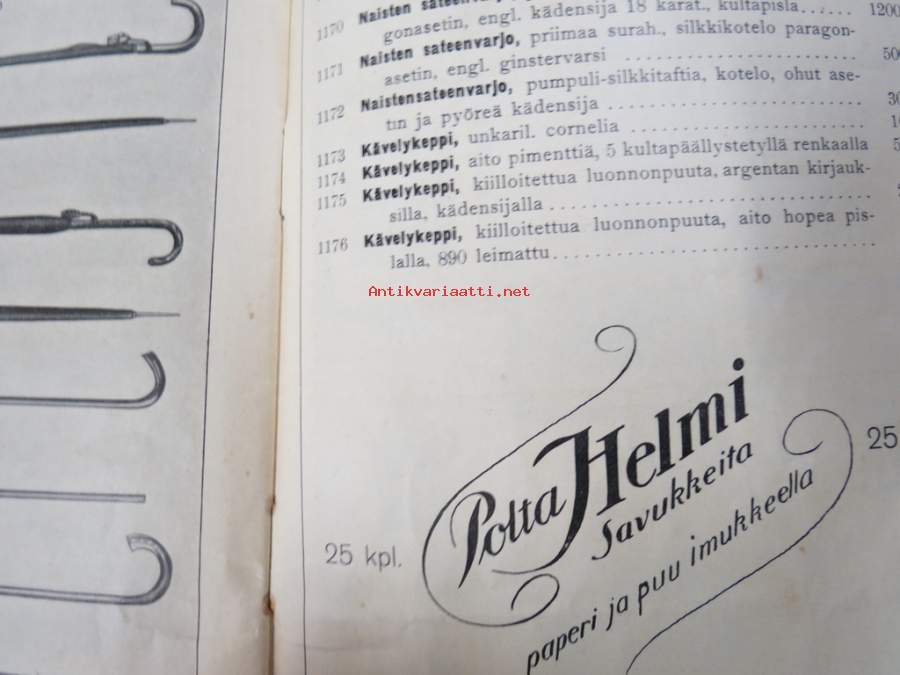 1170 Naisten
gonasetin, engl. kädensija 18 karat., kultapisla...... 1200
1171 Naisten sateenvarjo, priimaa surah., silkkikotelo paragon-
asetin, engl. ginstervarsi ........................ 500
1172 Naistensateenvarjo, pumpuli-silkkitaftia, kotelo, ohut ase-
tin ja pyöreä kädensija ..........................
1173 Kävelykeppi, unkaril. cornelia ..........................
1174 Kävelykeppi, aito pimenttiä, 5 kultapäällystetyllä renkaalla
1175 Kävelykeppi, kiilloitettua luonnonpuuta, argentan kirjauk-
silla, kädensijalla ................................
1176 Kävelykeppi, kiilloitettua luonnonpuuta, aito hopea pis-
lalla, 890 leimattu................................
Antikvariaatti.net
Polta Helmi
Savukkeita
25 kpl.
25
paperi ja puu imukkeella